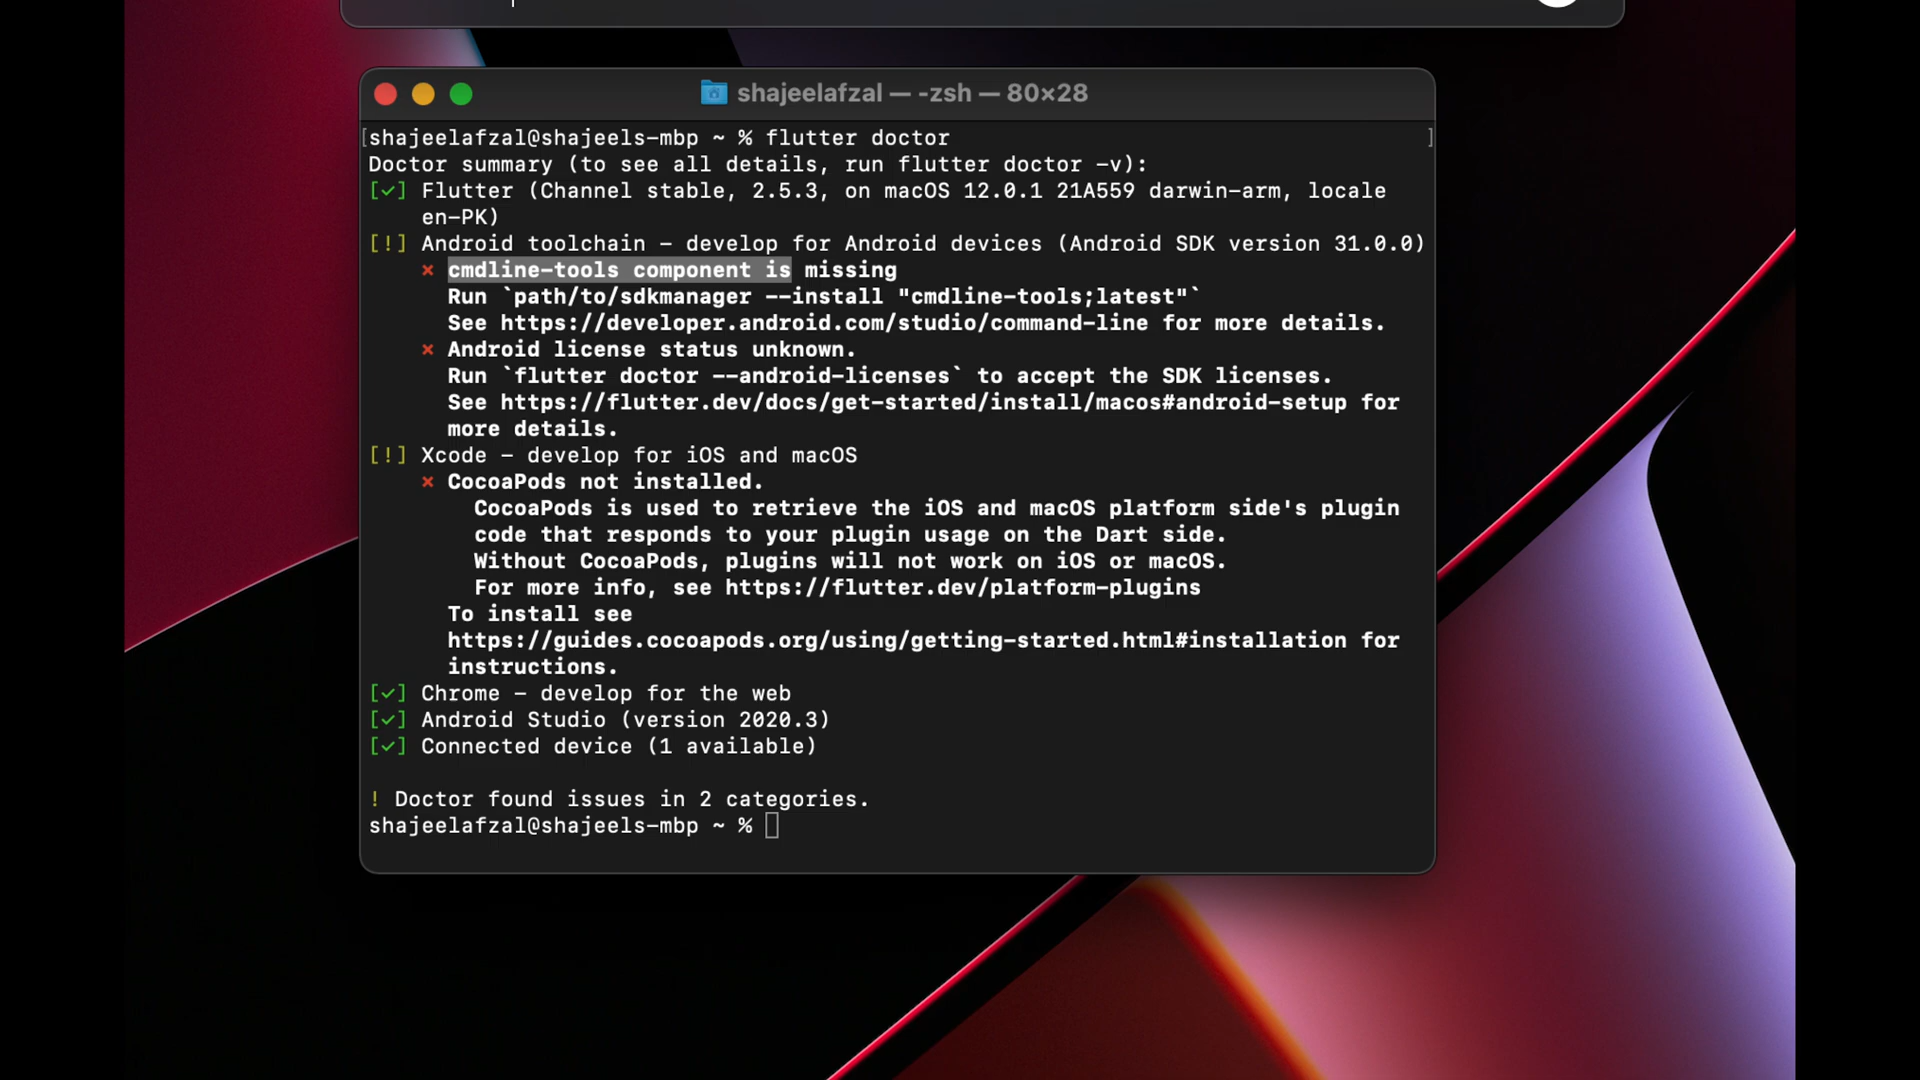 shajeelafzal — -zsh — 80×28
[shajeelafzal@shajeels-mbp ~ % flutter doctor ]
Doctor summary (to see all details, run flutter doctor -v):
[✓] Flutter (Channel stable, 2.5.3, on macOS 12.0.1 21A559 darwin-arm, locale
en-PK)
[!] Android toolchain - develop for Android devices (Android SDK version 31.0.0)
✗ cmdline-tools component is missing
Run `path/to/sdkmanager --install "cmdline-tools;latest"`
See https://developer.android.com/studio/command-line for more details.
✗ Android license status unknown.
Run `flutter doctor --android-licenses` to accept the SDK licenses.
See https://flutter.dev/docs/get-started/install/macos#android-setup for
more details.
[!] Xcode - develop for iOS and macOS
✗ CocoaPods not installed.
CocoaPods is used to retrieve the iOS and macOS platform side's plugin
code that responds to your plugin usage on the Dart side.
Without CocoaPods, plugins will not work on iOS or macOS.
For more info, see https://flutter.dev/platform-plugins
To install see
https://guides.cocoapods.org/using/getting-started.html#installation for
instructions.
[✓] Chrome - develop for the web
[✓] Android Studio (version 2020.3)
[✓] Connected device (1 available)
! Doctor found issues in 2 categories.
shajeelafzal@shajeels-mbp ~ %